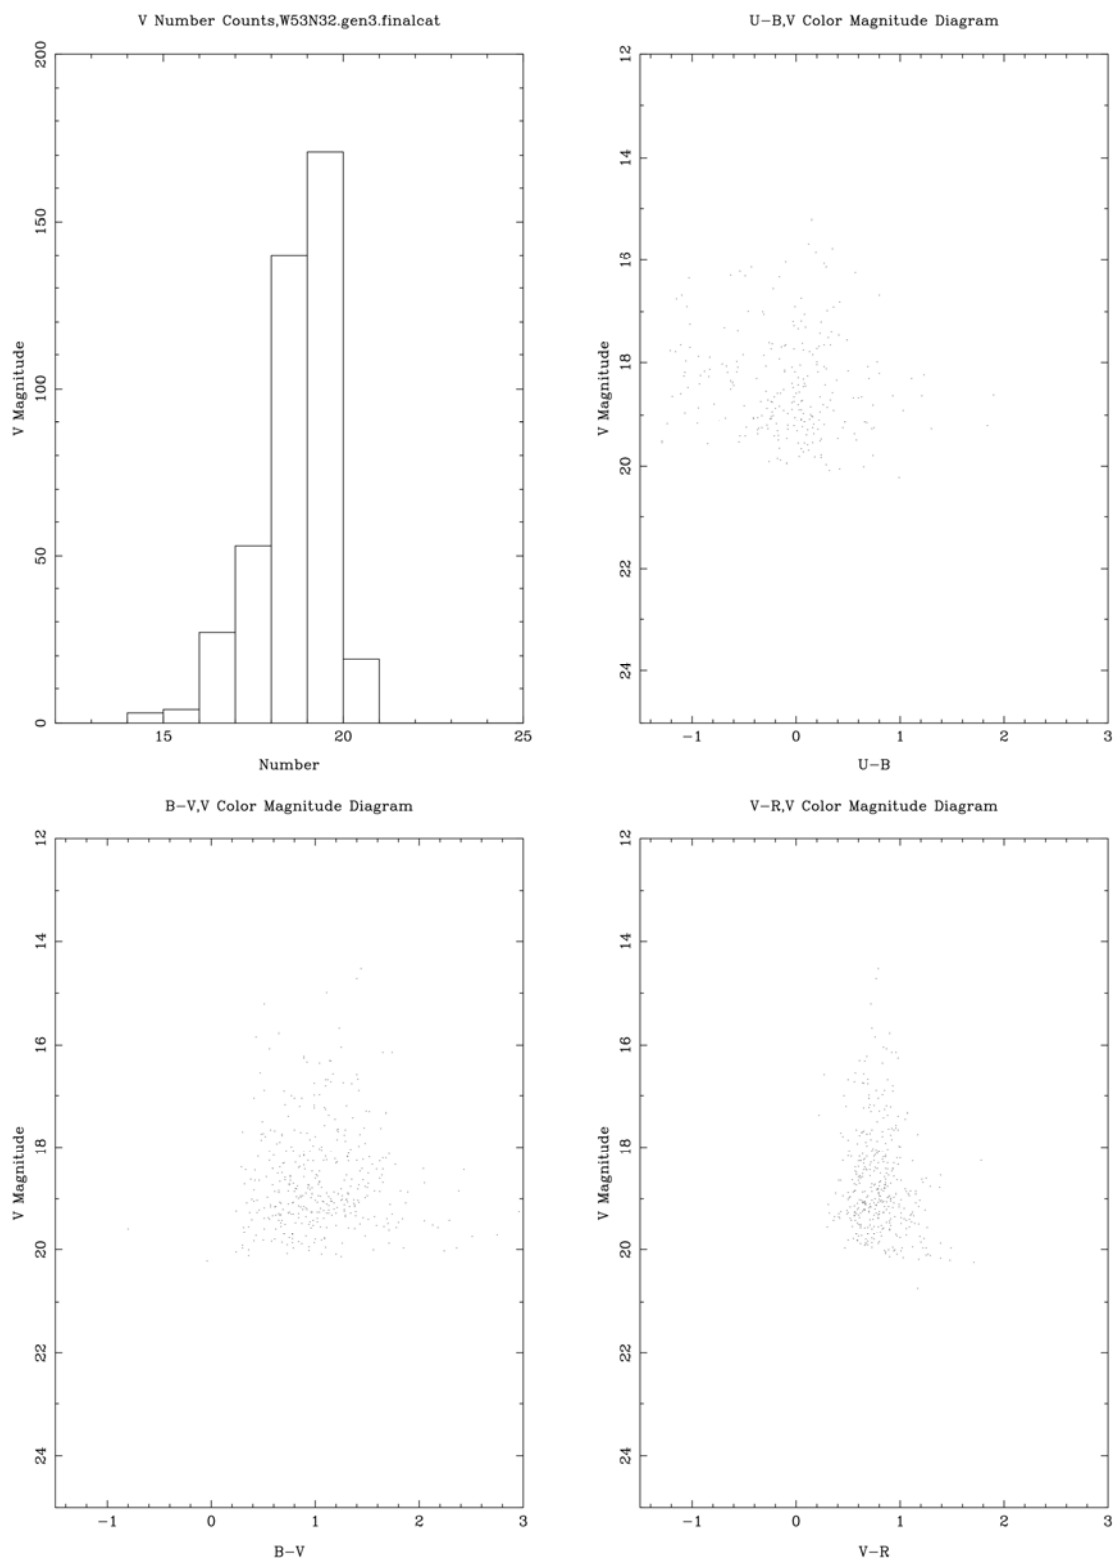 V Number Counts,W53N32.gen3.finalcat
200
150
100
50
0
V Magnitude
15 20 25
Number
U-B,V Color Magnitude Diagram
12
14
16
18
20
22
24
V Magnitude
-1 0 1 2 3
U-B
B-V,V Color Magnitude Diagram
12
14
16
18
20
22
24
V Magnitude
-1 0 1 2 3
B-V
V-R,V Color Magnitude Diagram
12
14
16
18
20
22
24
V Magnitude
-1 0 1 2 3
V-R